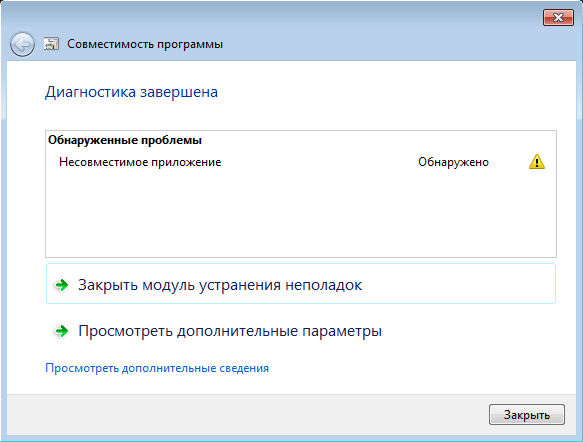 Совместимость программы
Диагностика завершена
Обнаруженные проблемы
Несовместимое приложение Обнаружено
Закрыть модуль устранения неполадок
Просмотреть дополнительные параметры
Просмотреть дополнительные сведения
Закрыть